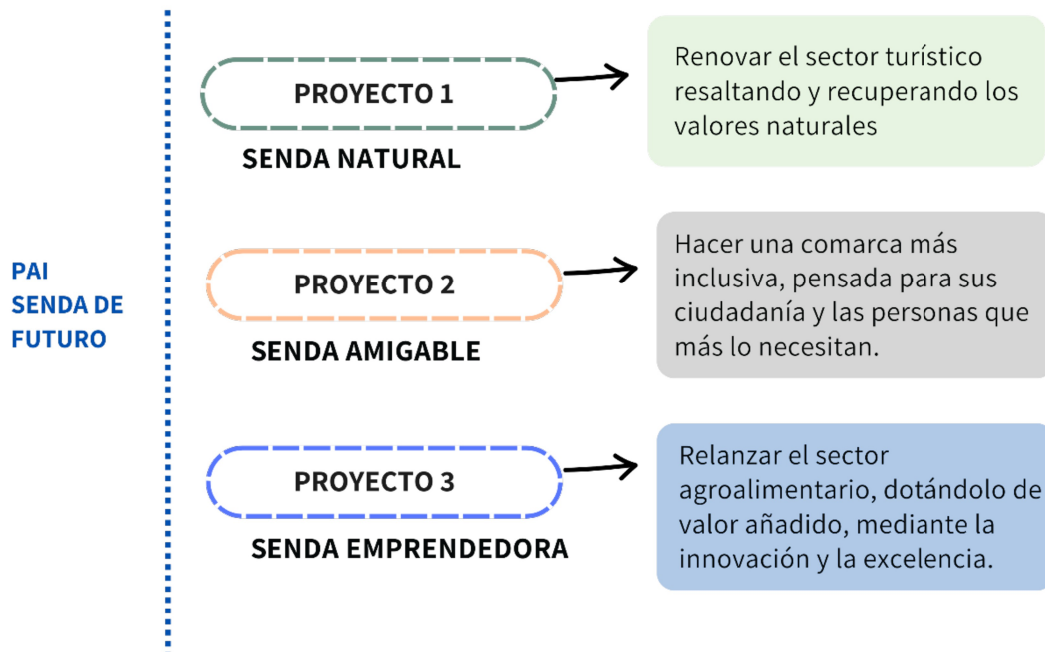 PAI
SENDA DE
FUTURO
PROYECTO 1
SENDA NATURAL
Renovar el sector turístico
resaltando y recuperando los
valores naturales
PROYECTO 2
SENDA AMIGABLE
Hacer una comarca más
inclusiva, pensada para sus
ciudadanía y las personas que
más lo necesitan.
PROYECTO 3
SENDA EMPRENDEDORA
Relanzar el sector
agroalimentario, dotándolo de
valor añadido, mediante la
innovación y la excelencia.